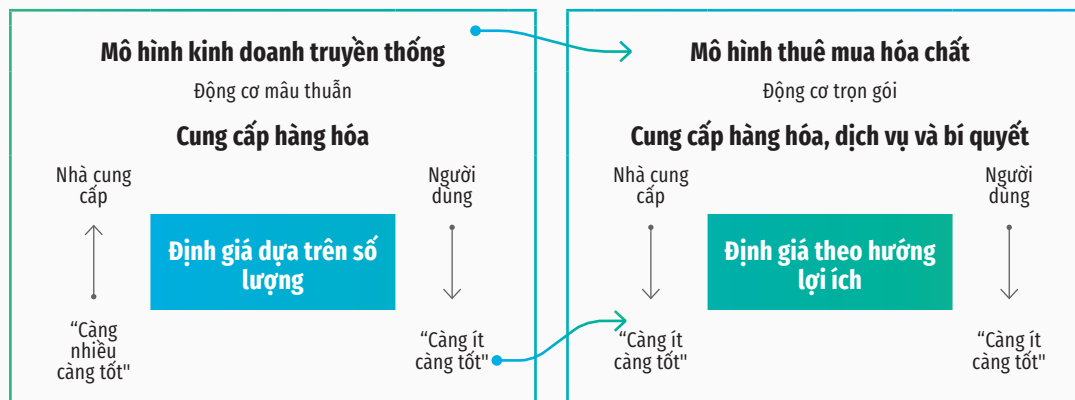 Mô hình kinh doanh truyền thống
Động cơ mâu thuẫn
Cung cấp hàng hóa
Nhà cung
cấp
Người
dùng
Định giá dựa trên số
lượng
“Càng
nhiều
càng tốt"
“Càng ít
càng tốt"
Mô hình thuê mua hóa chất
Động cơ trọn gói
Cung cấp hàng hóa, dịch vụ và bí quyết
Nhà cung
cấp
Người
dùng
Định giá theo hướng
lợi ích
“Càng ít
càng tốt"
“Càng ít
càng tốt"